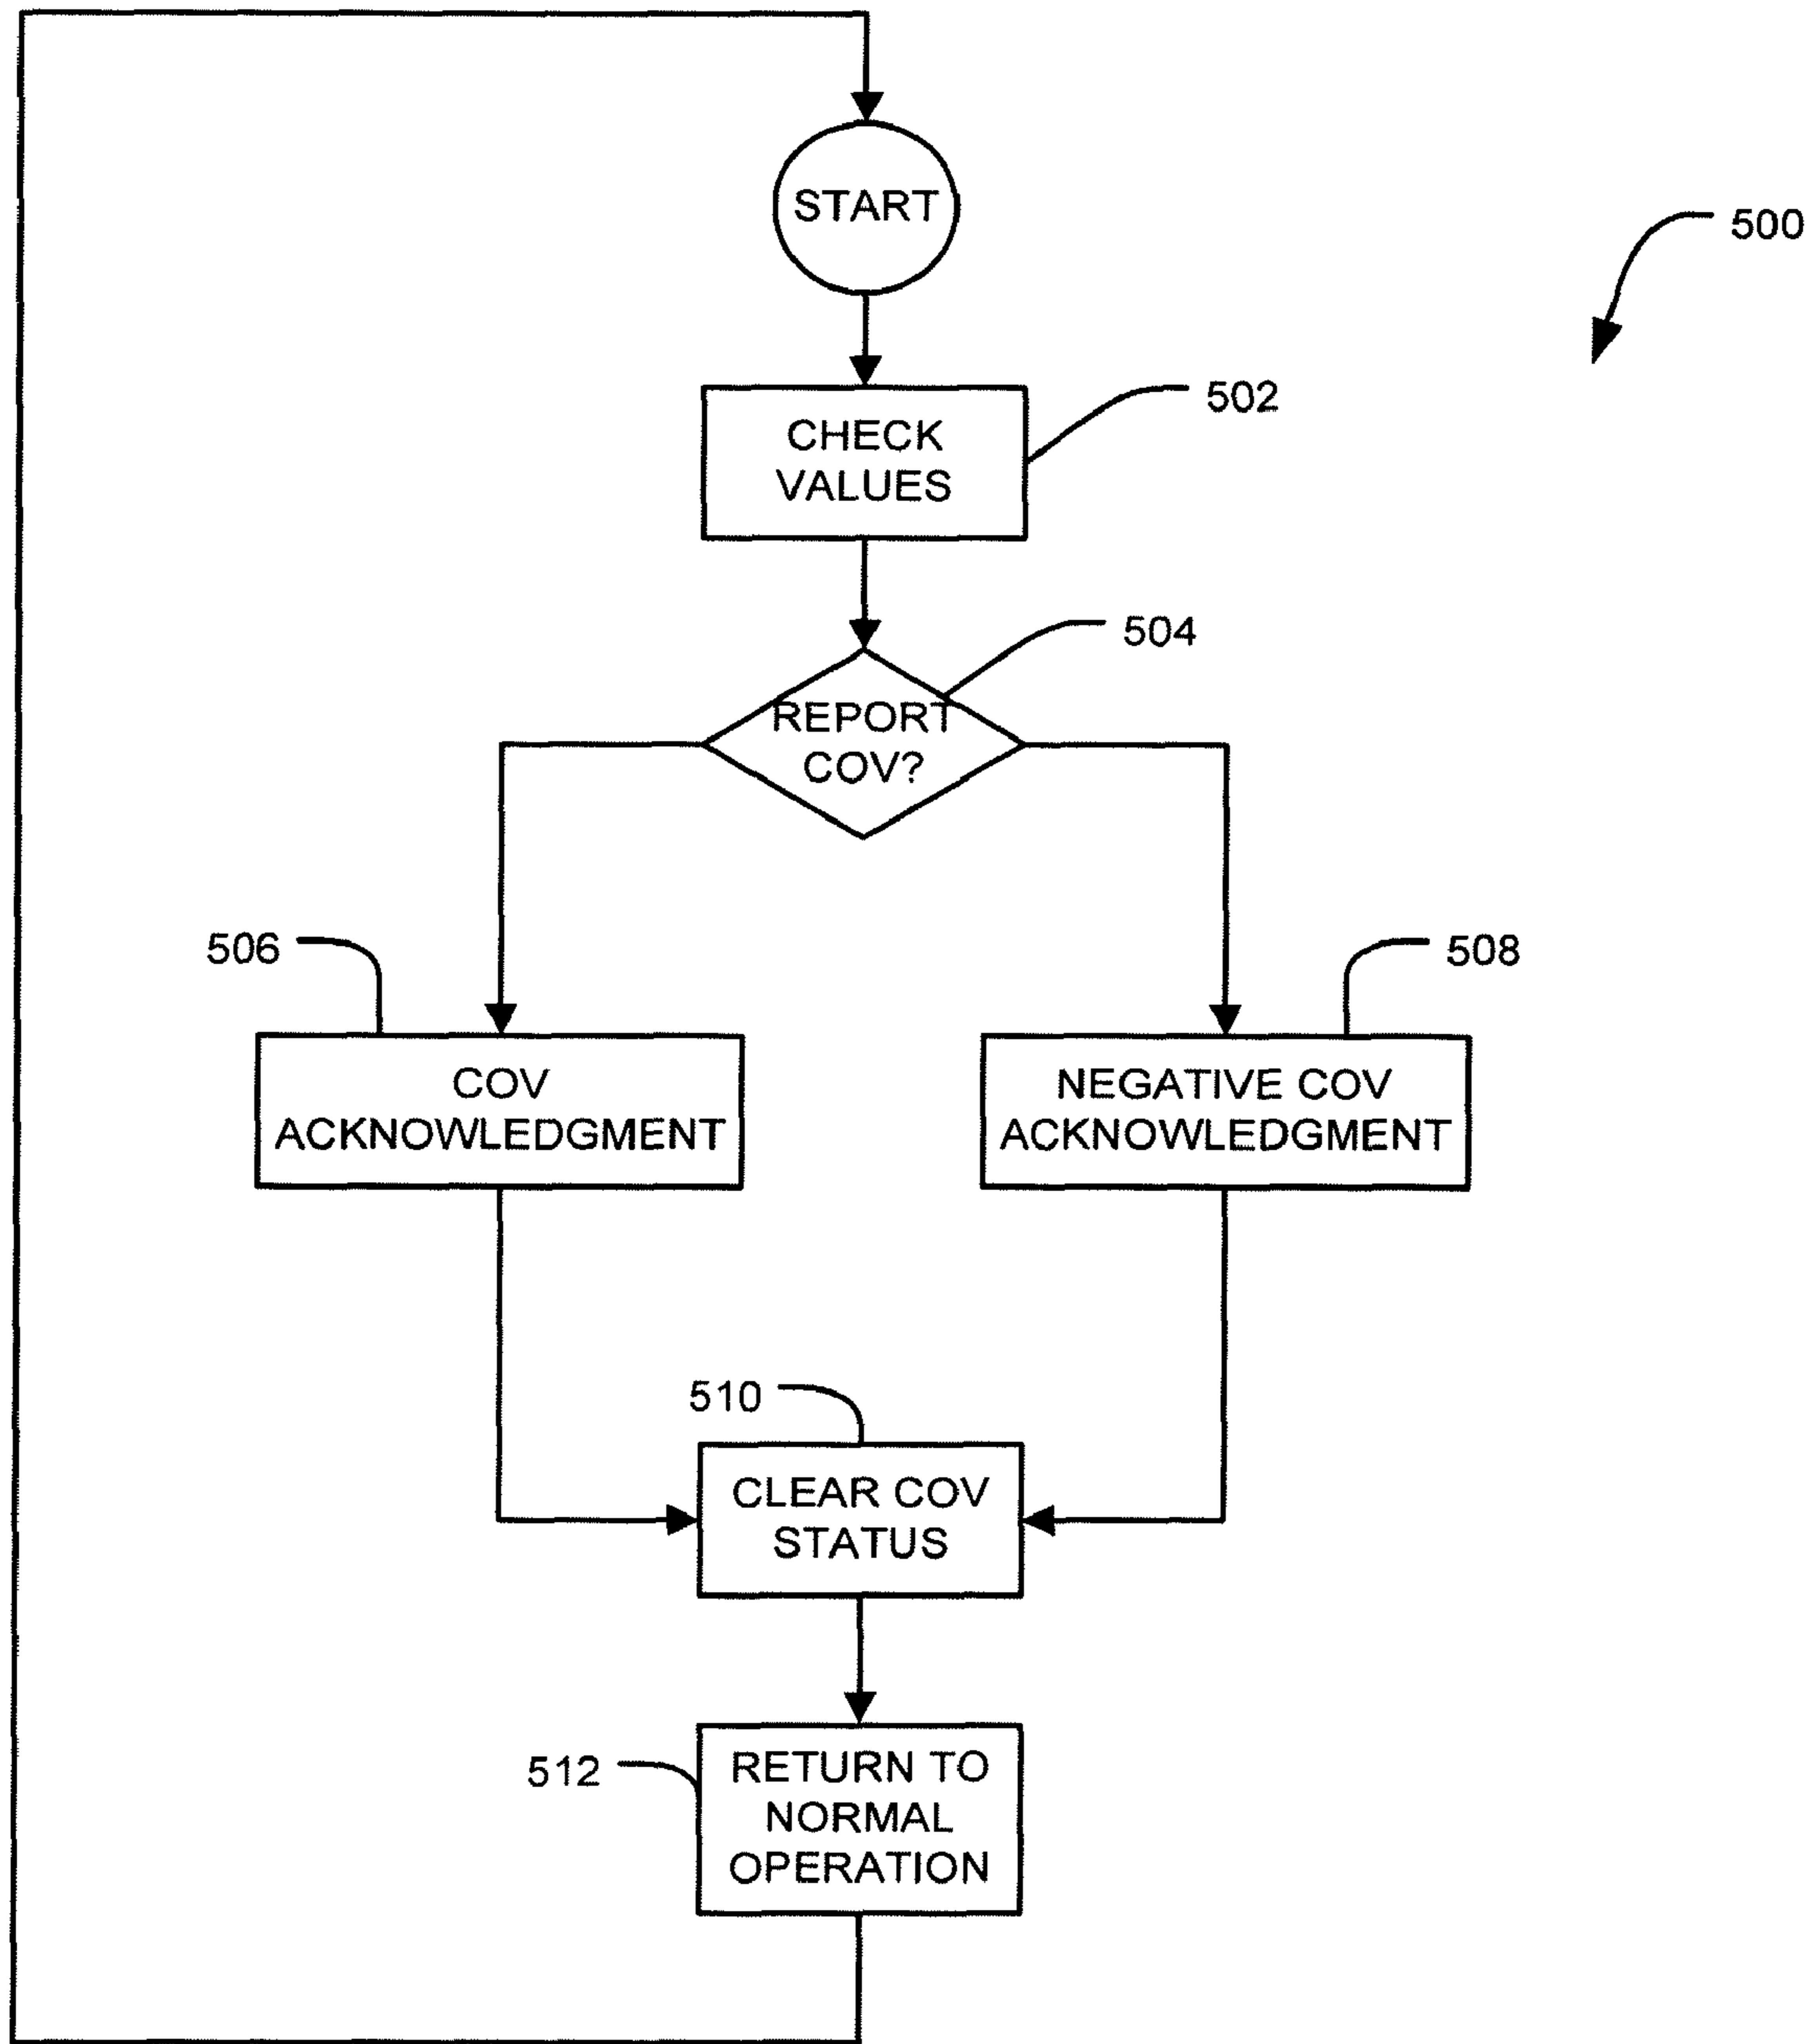 START
500
CHECK
VALUES
502
REPORT
COV?
504
506
COV
ACKNOWLEDGMENT
508
NEGATIVE COV
ACKNOWLEDGMENT
510
CLEAR COV
STATUS
512
RETURN TO
NORMAL
OPERATION